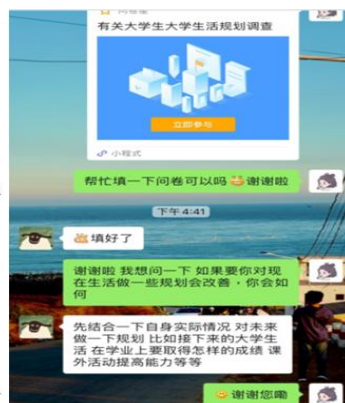 问卷星
有关大学生大学生活规划调查
立即参与
小程式
帮忙填一下问卷可以吗谢谢啦
下午 4:41
填好了
谢谢啦 我想问一下 如果要你对现
在生活做一些规划会改善，你会如
何
先结合一下自身实际情况 对未来
做一下规划 比如接下来的大学生
活 在学业上要取得怎样的成绩 课
外活动提高能力等等
谢谢您嘞